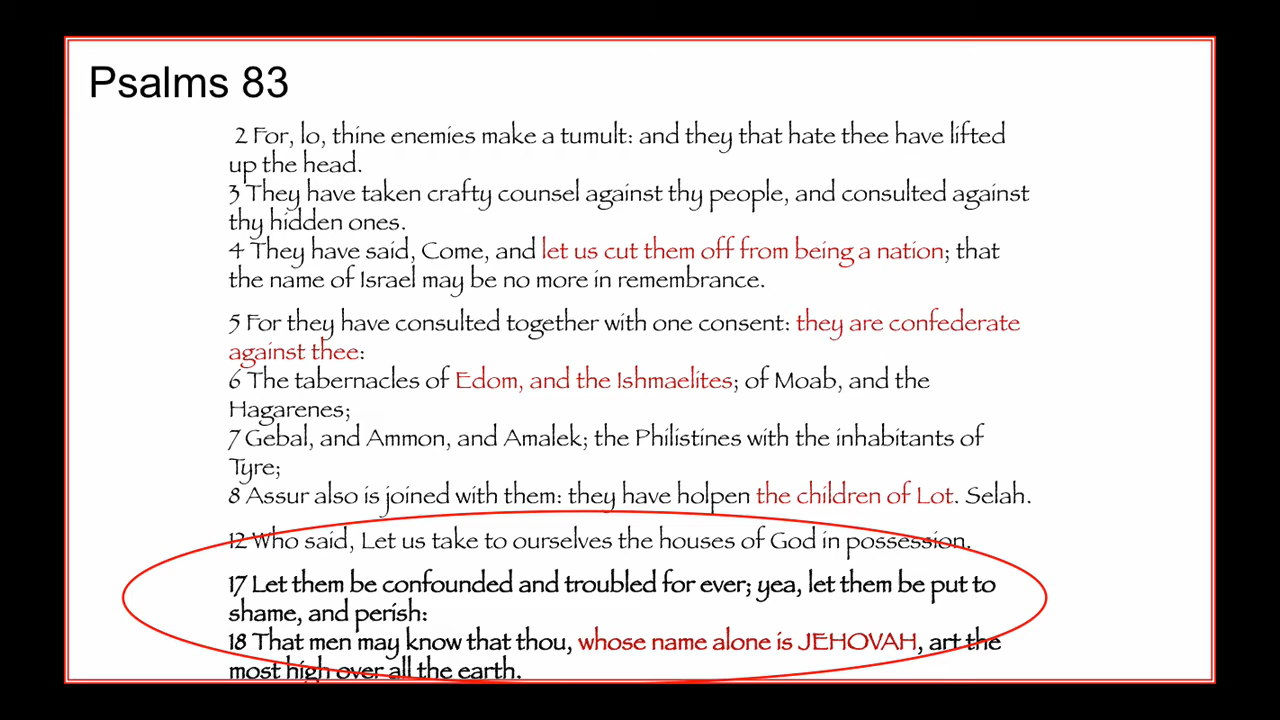 Psalms 83
2 For, lo, thine enemies make a tumult: and they that hate thee have lifted
up the head.
3 They have taken crafty counsel against thy people, and consulted against
thy hidden ones.
4 They have said, Come, and let us cut them off from being a nation; that
the name of Israel may be no more in remembrance.
5 For they have consulted together with one consent: they are confederate
against thee:
6 The tabernacles of Edom, and the Ishmaelites; of Moab, and the
Hagarenes;
7 Gebal, and Ammon, and Amalek; the Philistines with the inhabitants of
Tyre;
8 Assur also is joined with them: they have holpen the children of Lot. Selah.
12 Who said, Let us take to ourselves the houses of God in possession.
17 Let them be confounded and troubled for ever; yea, let them be put to
shame, and perish:
18 That men may know that thou, whose name alone is JEHOVAH, art the
most high over all the earth.